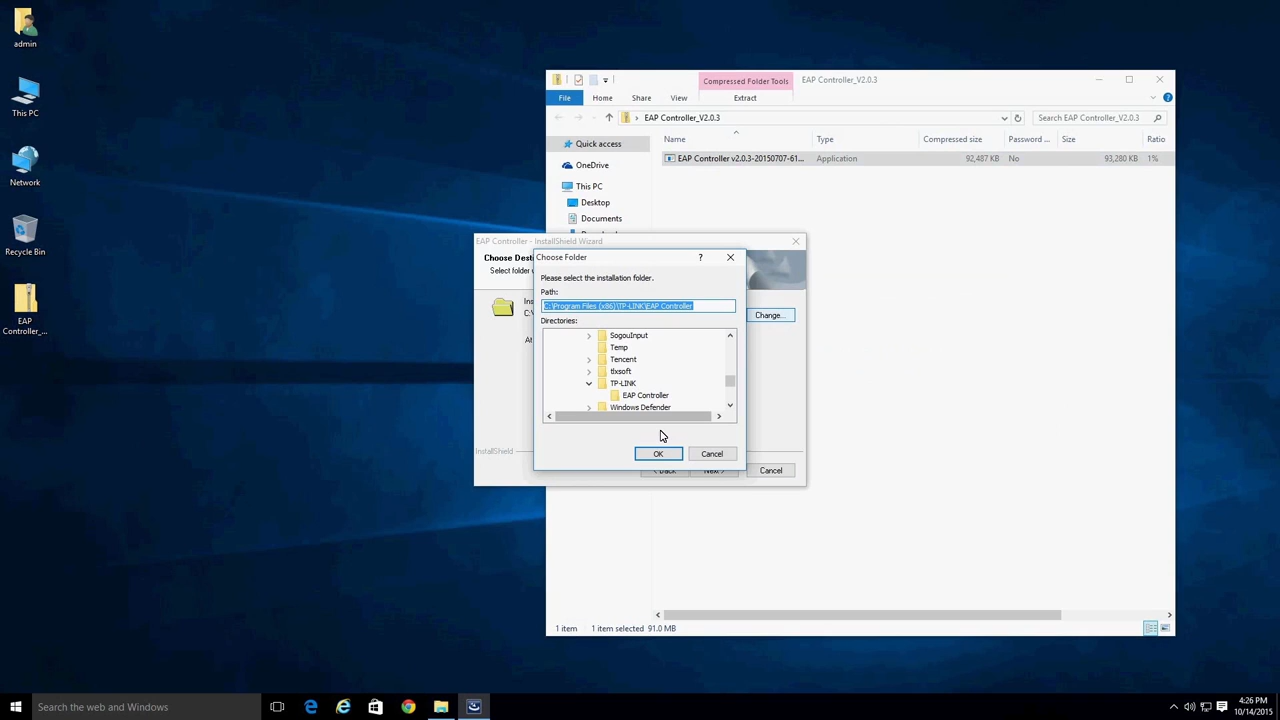 admin
This PC
Network
Recycle Bin
EAP
Controller_...
Compressed Folder Tools
EAP Controller_V2.0.3
File
Home
Share
View
Extract
EAP Controller_V2.0.3
Search EAP Controller_V2.0.3
Name
Type
Compressed size
Password ...
Size
Ratio
Quick access
EAP Controller v2.0.3-20150707-61...
Application
92,487 KB
No
93,280 KB
1%
OneDrive
This PC
Desktop
Documents
EAP Controller - InstallShield Wizard
Choose Desti
Select folder
Ins
C:\
Change...
InstallShield
< Back
Next >
Cancel
Choose Folder
?
Please select the installation folder.
Path:
C:\Program Files (x86)\TP-LINK\EAP Controller
Directories:
SogouInput
Temp
Tencent
tlxsoft
TP-LINK
EAP Controller
Windows Defender
OK
Cancel
1 item
1 item selected 91.0 MB
Search the web and Windows
4:26 PM
10/14/2015